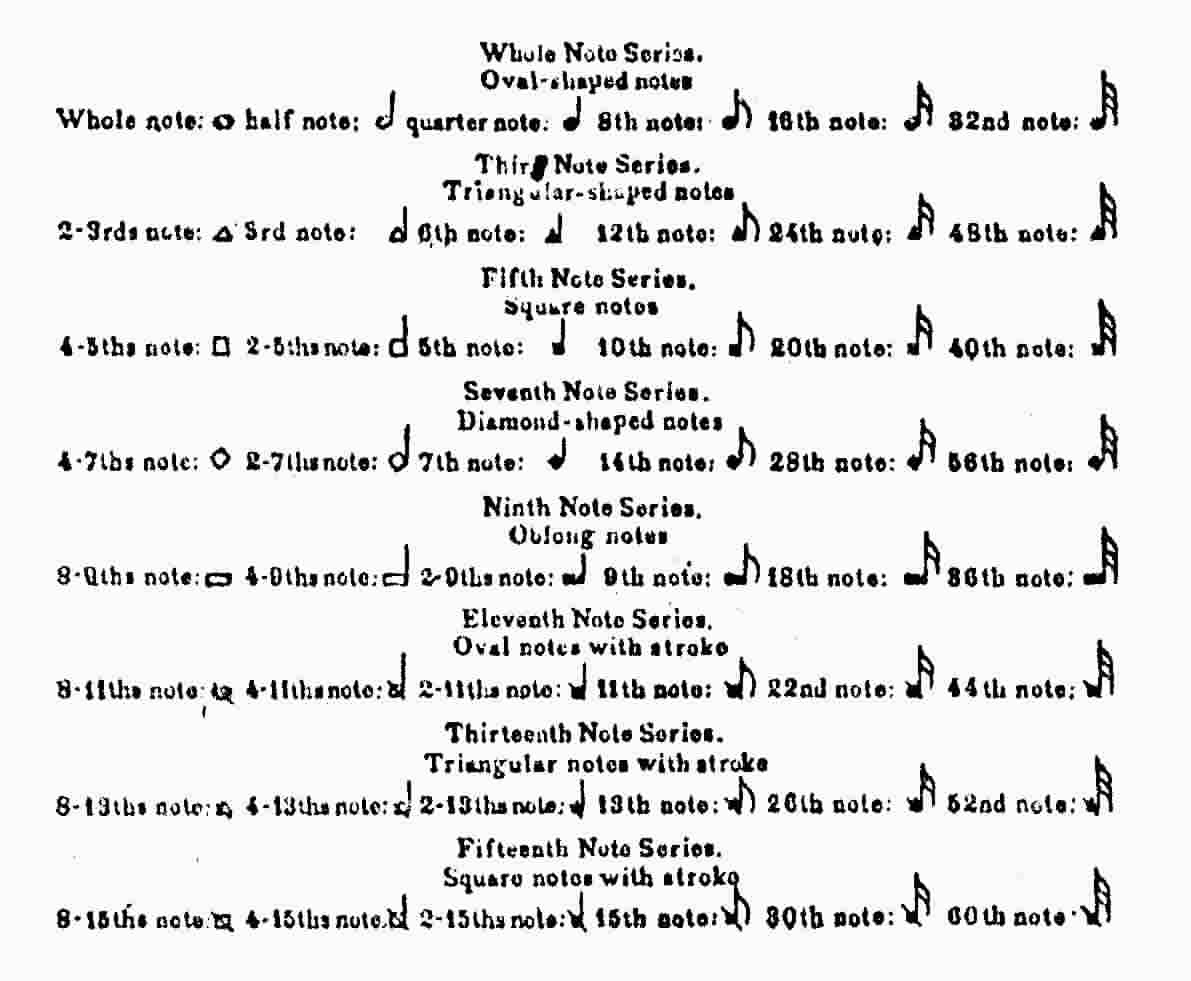 Whole Note Series.
Oval-shaped notes
Whole note: half note: quarter note: 8th note: 16th note: 32nd note:
Third Note Series.
Triangular-shaped notes
2-3rds note: 3rd note: 6th note: 12th note: 24th note: 48th note:
Fifth Note Series.
Square notes
4-5ths note: 2-5ths note: 5th note: 10th note: 20th note: 40th note:
Seventh Note Series.
Diamond-shaped notes
4-7ths note: 2-7ths note: 7th note: 14th note: 28th note: 56th note:
Ninth Note Series.
Oblong notes
8-9ths note: 4-9ths note: 2-9ths note: 9th note: 18th note: 36th note:
Eleventh Note Series.
Oval notes with stroke
8-11ths note: 4-11ths note: 2-11ths note: 11th note: 22nd note: 44th note:
Thirteenth Note Series.
Triangular notes with stroke
8-13ths note: 4-13ths note: 2-13ths note: 13th note: 26th note: 52nd note:
Fifteenth Note Series.
Square notes with stroke
8-15ths note: 4-15ths note: 2-15ths note: 15th note: 30th note: 60th note: